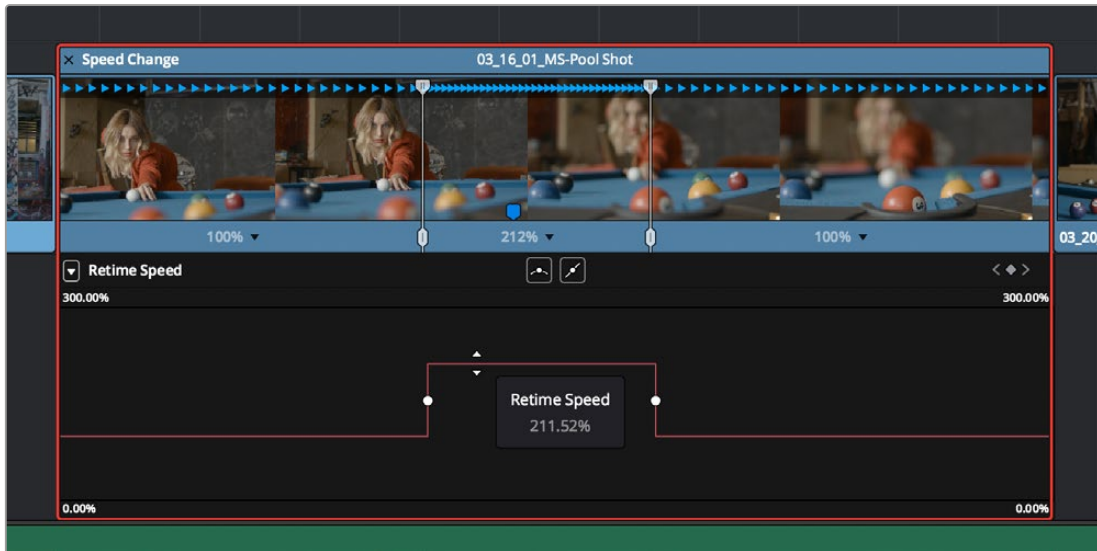 Speed Change
03_16_01_MS-Pool Shot
100%
212%
100%
03_20
Retime Speed
300.00%
300.00%
Retime Speed
211.52%
0.00%
0.00%